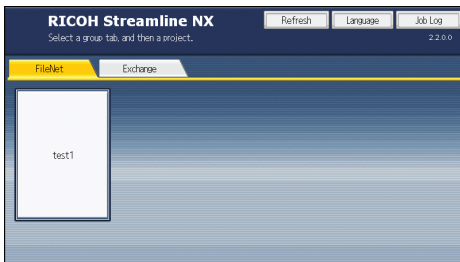 RICOH Streamline NX
Refresh
Language
Job Log
Select a group tab, and then a project.
2.2.0.0
FileNet
Exchange
test1